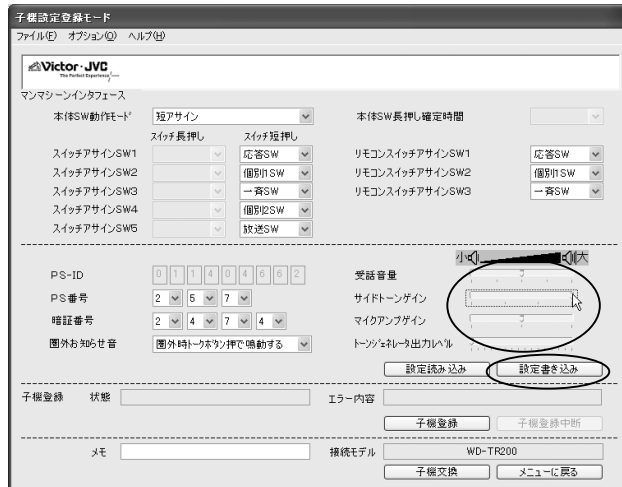 子機設定登録モード
ファイル(F) オプション(O) ヘルプ(H)
Victor・JVC
The Perfect Experience
マンマシーンインタフェース
本体SW動作モード 短アサイン 本体SW長押し確定時間
スイッチ長押し スイッチ短押し
スイッチアサインSW1 応答SW リモコンスイッチアサインSW1 応答SW
スイッチアサインSW2 個別1SW リモコンスイッチアサインSW2 個別1SW
スイッチアサインSW3 一斉SW リモコンスイッチアサインSW3 一斉SW
スイッチアサインSW4 個別2SW
スイッチアサインSW5 放送SW
小 大
PS-ID 0 1 1 4 0 4 6 6 2 受話音量
PS番号 2 5 7 サイドトーンゲイン
暗証番号 2 4 7 4 マイクアンプゲイン
圏外お知らせ音 圏外時トークボタン押で鳴動する トーンジェネレータ出力レベル
設定読み込み 設定書き込み
子機登録 状態 エラー内容
子機登録 子機登録中断
メモ 接続モデル WD-TR200
子機交換 メニューに戻る